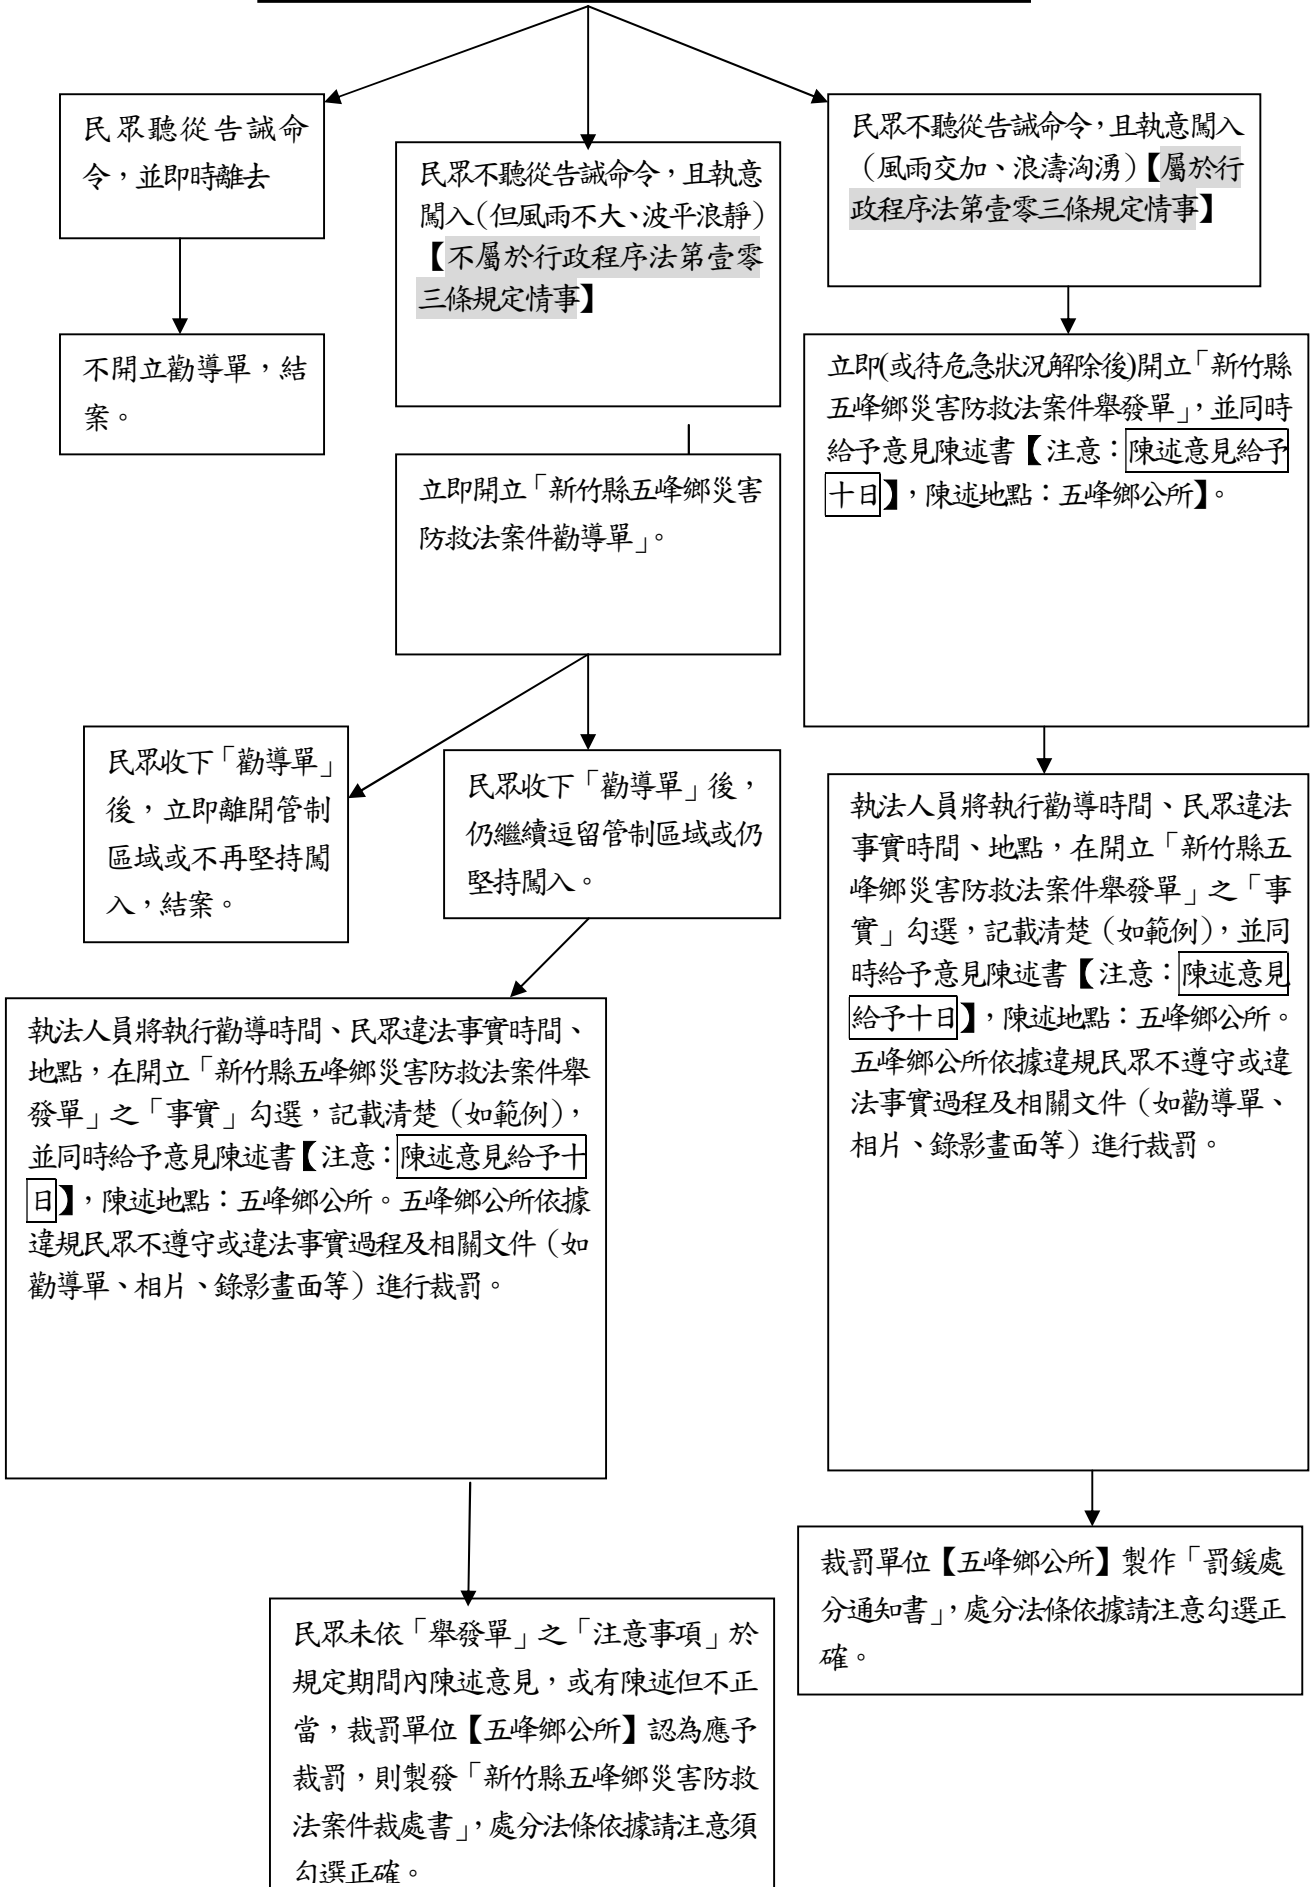 民眾聽從告誡命
令，並即時離去
不開立勸導單，結
案。
民眾不聽從告誡命令，且執意
闖入（但風雨不大、波平浪靜）
【不屬於行政程序法第壹零
三條規定情事】
立即開立「新竹縣五峰鄉災害
防救法案件勸導單」。
民眾不聽從告誡命令，且執意闖入
（風雨交加、浪濤洶湧）【屬於行
政程序法第壹零三條規定情事】
立即(或待危急狀況解除後)開立「新竹縣
五峰鄉災害防救法案件舉發單」，並同時
給予意見陳述書【注意：陳述意見給予
十日】，陳述地點：五峰鄉公所】。
民眾收下「勸導單」
後，立即離開管制
區域或不再堅持闖
入，結案。
民眾收下「勸導單」後，
仍繼續逗留管制區域或仍
堅持闖入。
執法人員將執行勸導時間、民眾違法事實時間、
地點，在開立「新竹縣五峰鄉災害防救法案件舉
發單」之「事實」勾選，記載清楚（如範例），
並同時給予意見陳述書【注意：陳述意見給予十
日】，陳述地點：五峰鄉公所。五峰鄉公所依據
違規民眾不遵守或違法事實過程及相關文件（如
勸導單、相片、錄影畫面等）進行裁罰。
執法人員將執行勸導時間、民眾違法
事實時間、地點，在開立「新竹縣五
峰鄉災害防救法案件舉發單」之「事
實」勾選，記載清楚（如範例），並同
時給予意見陳述書【注意：陳述意見
給予十日】，陳述地點：五峰鄉公所。
五峰鄉公所依據違規民眾不遵守或違
法事實過程及相關文件（如勸導單、
相片、錄影畫面等）進行裁罰。
裁罰單位【五峰鄉公所】製作「罰鍰處
分通知書」，處分法條依據請注意勾選正
確。
民眾未依「舉發單」之「注意事項」於
規定期間內陳述意見，或有陳述但不正
當，裁罰單位【五峰鄉公所】認為應予
裁罰，則製發「新竹縣五峰鄉災害防救
法案件裁處書」，處分法條依據請注意須
勾選正確。